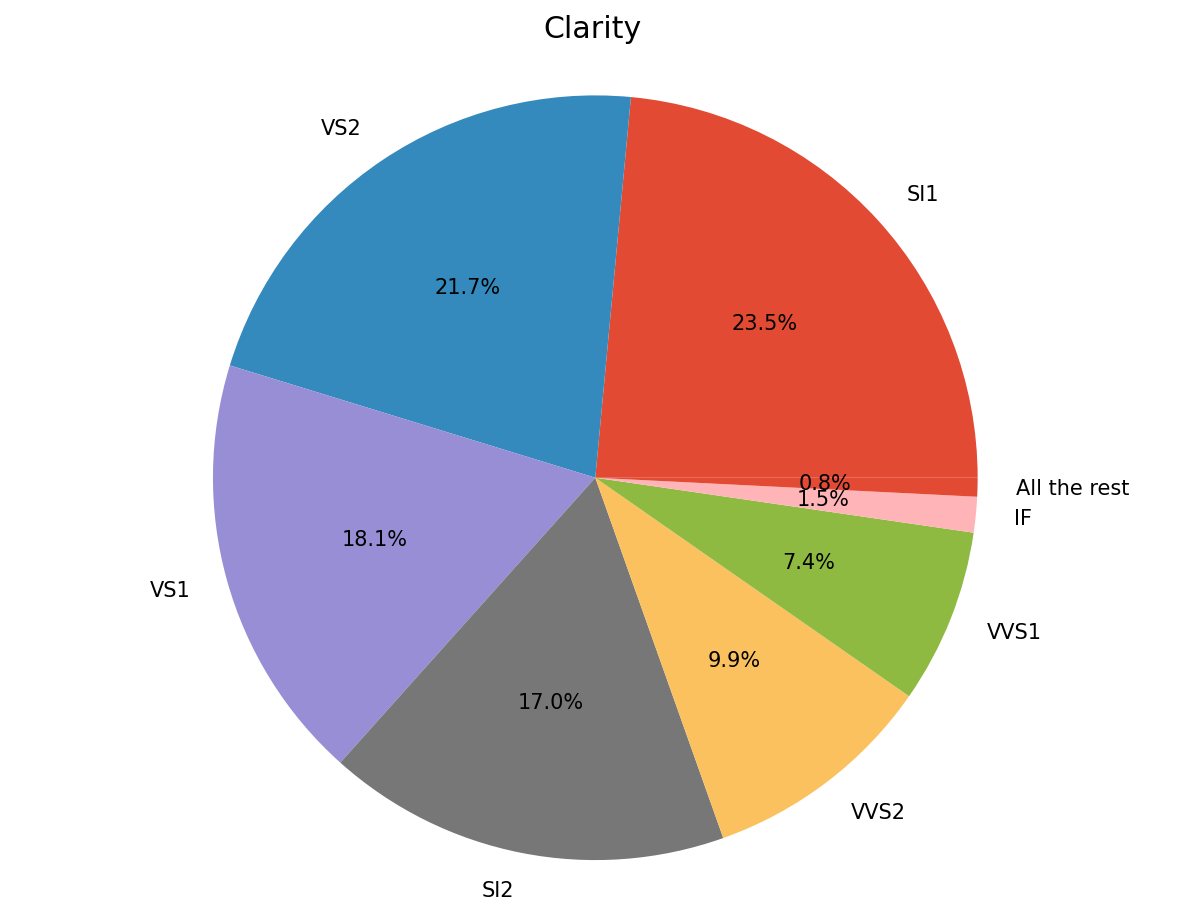 Clarity
VS2
SI1
21.7%
23.5%
0.8%
All the rest
1.5%
IF
18.1%
7.4%
VS1
VVS1
9.9%
17.0%
VVS2
SI2